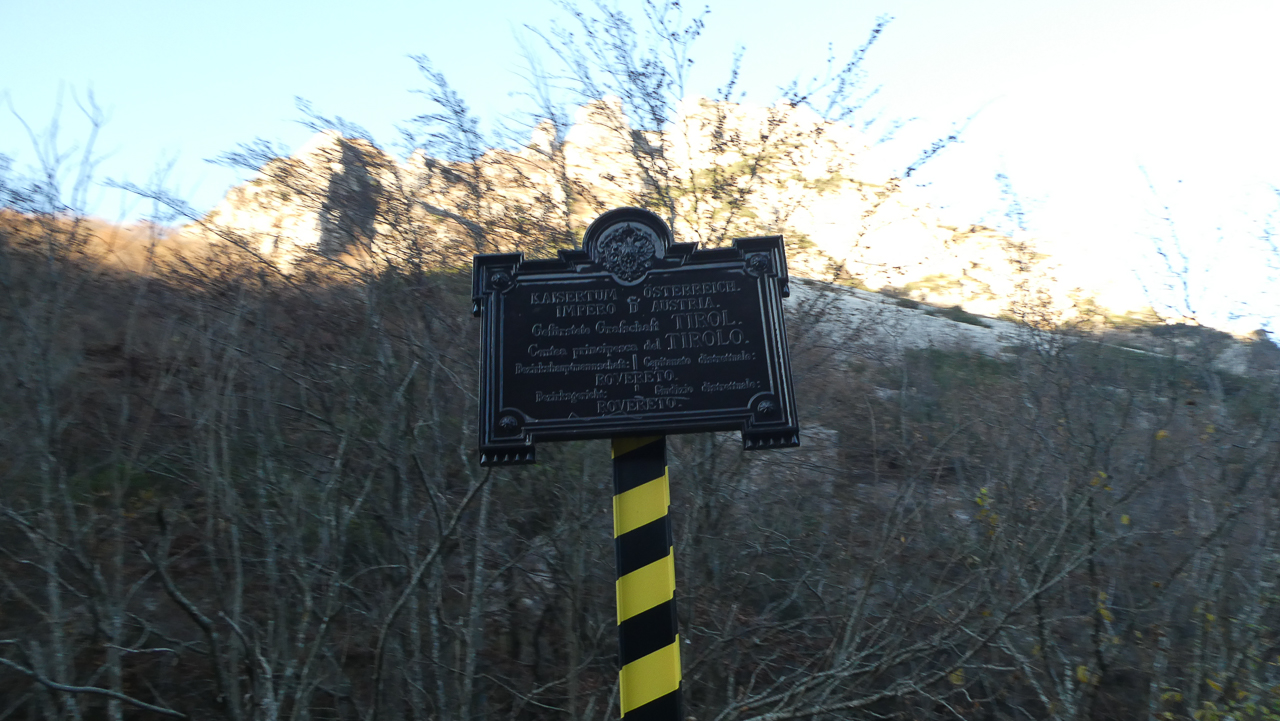 KAISERTUM ÖSTERREICH.
IMPERO D' AUSTRIA.
Gefürstete Grafschaft TIROL.
Contea principesca del TIROLO.
Bezirkshauptmannschaft: Capitanato distrettuale:
ROVERETO.
Bezirksgericht: Giudizio distrettuale:
ROVERETO.